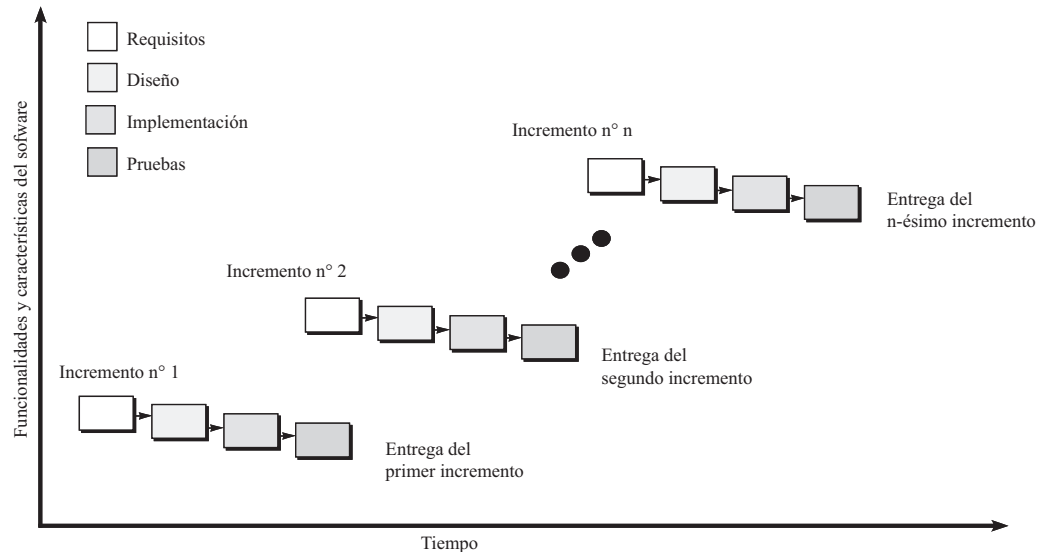 Funcionalidades y características del sofware
Requisitos
Diseño
Implementación
Pruebas
Incremento n° n
Entrega del
n-ésimo incremento
Incremento n° 2
Entrega del
segundo incremento
Incremento n° 1
Entrega del
primer incremento
Tiempo